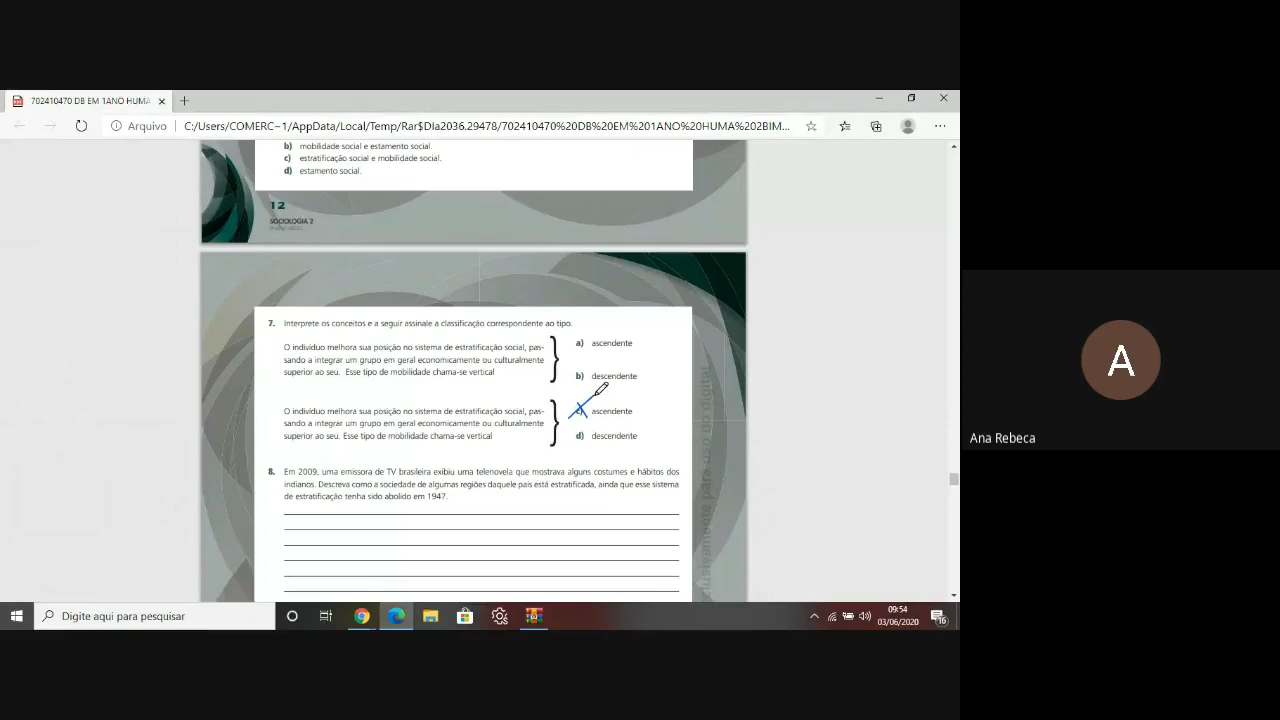 702410470 DB EM 1ANO HUMA
Arquivo
C:/Users/COMERC~1/AppData/Local/Temp/Rar$DIa2036.29478/702410470%20DB%20EM%201ANO%20HUMA%202BIM...
b) mobilidade social e estamento social.
c) estratificação social e mobilidade social.
d) estamento social.
12
SOCIOLOGIA 2
7. Interprete os conceitos e a seguir assinale a classificação correspondente ao tipo.
O indivíduo melhora sua posição no sistema de estratificação social, pas-
sando a integrar um grupo em geral economicamente ou culturalmente
superior ao seu. Esse tipo de mobilidade chama-se vertical
a) ascendente
b) descendente
O indivíduo melhora sua posição no sistema de estratificação social, pas-
sando a integrar um grupo em geral economicamente ou culturalmente
superior ao seu. Esse tipo de mobilidade chama-se vertical
c) ascendente
d) descendente
8. Em 2009, uma emissora de TV brasileira exibiu uma telenovela que mostrava alguns costumes e hábitos dos
indianos. Descreva como a sociedade de algumas regiões daquele país está estratificada, ainda que esse sistema
de estratificação tenha sido abolido em 1947.
para uso do digital
Digite aqui para pesquisar
09:54
03/06/2020
16
A
Ana Rebeca